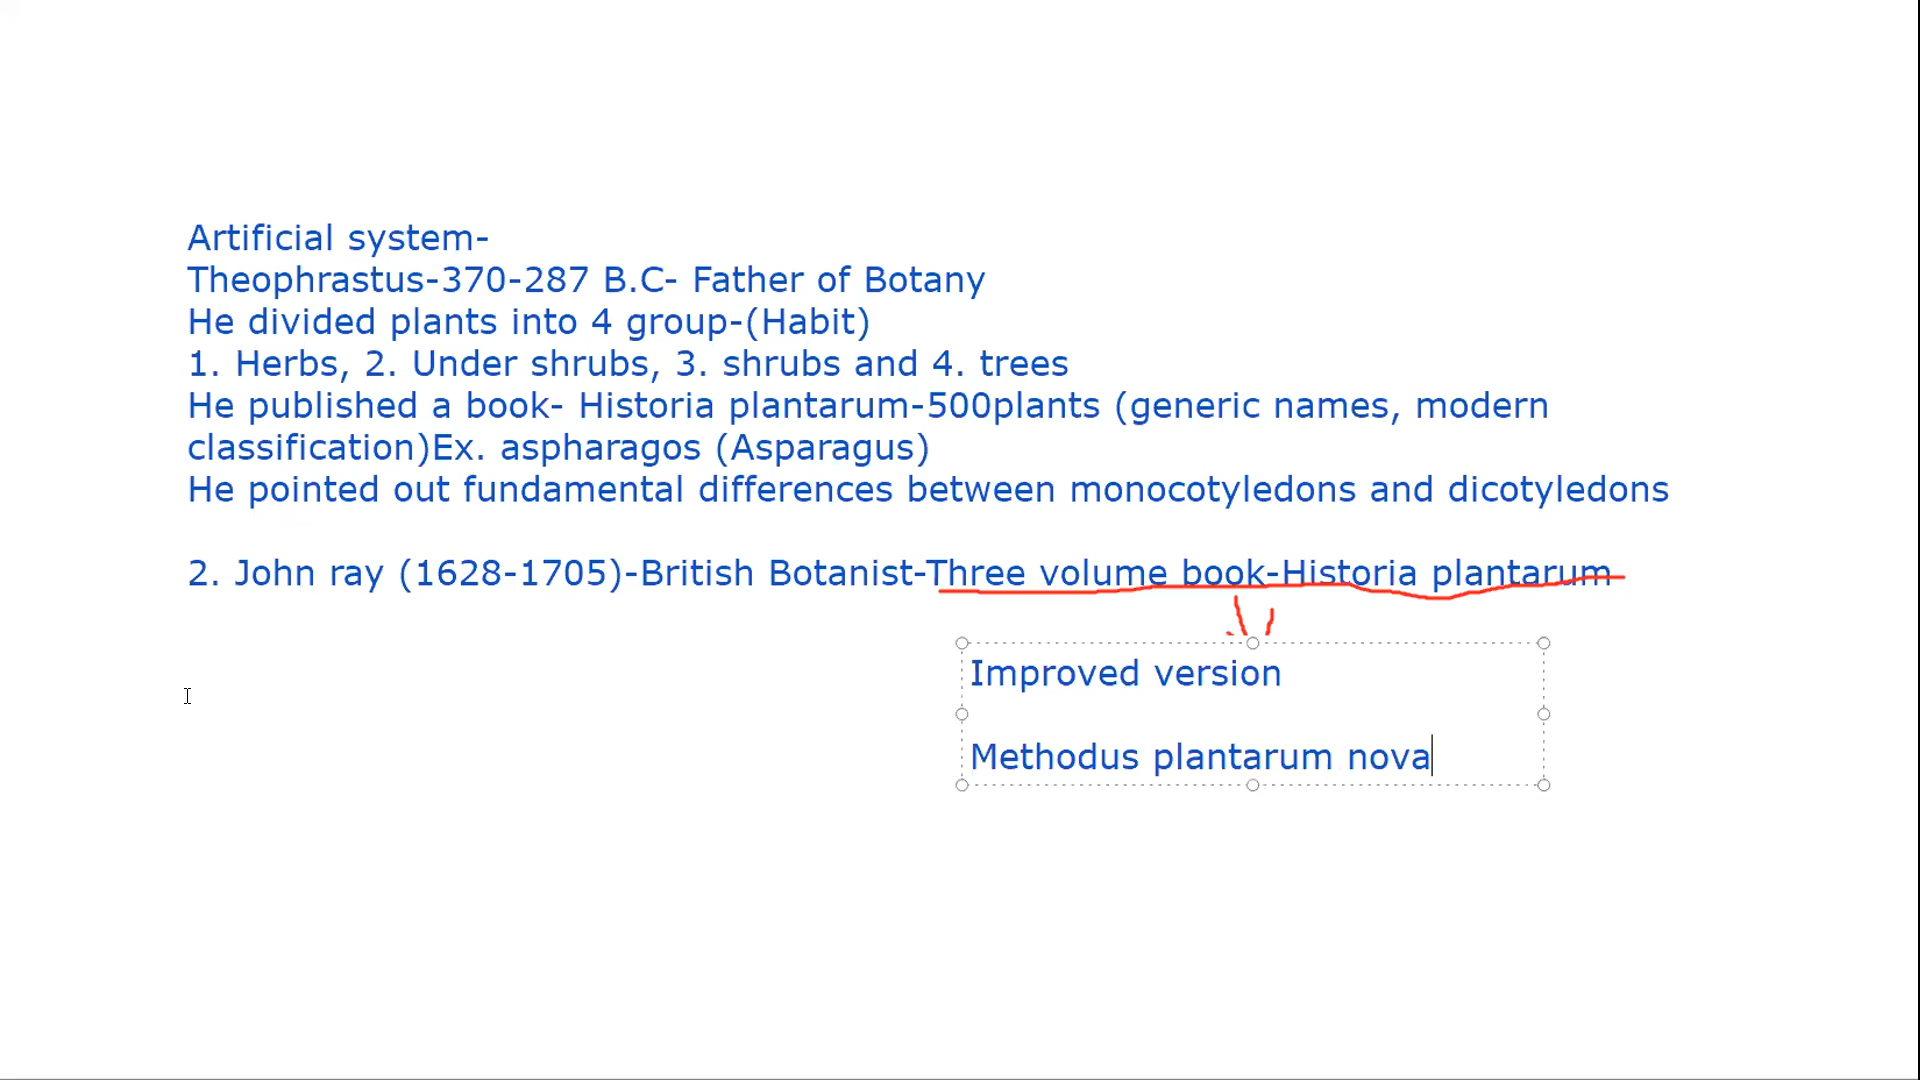 Artificial system-
Theophrastus-370-287 B.C- Father of Botany
He divided plants into 4 group-(Habit)
1. Herbs, 2. Under shrubs, 3. shrubs and 4. trees
He published a book- Historia plantarum-500plants (generic names, modern
classification)Ex. aspharagos (Asparagus)
He pointed out fundamental differences between monocotyledons and dicotyledons
2. John ray (1628-1705)-British Botanist-Three volume book-Historia plantarum
Improved version
Methodus plantarum nova